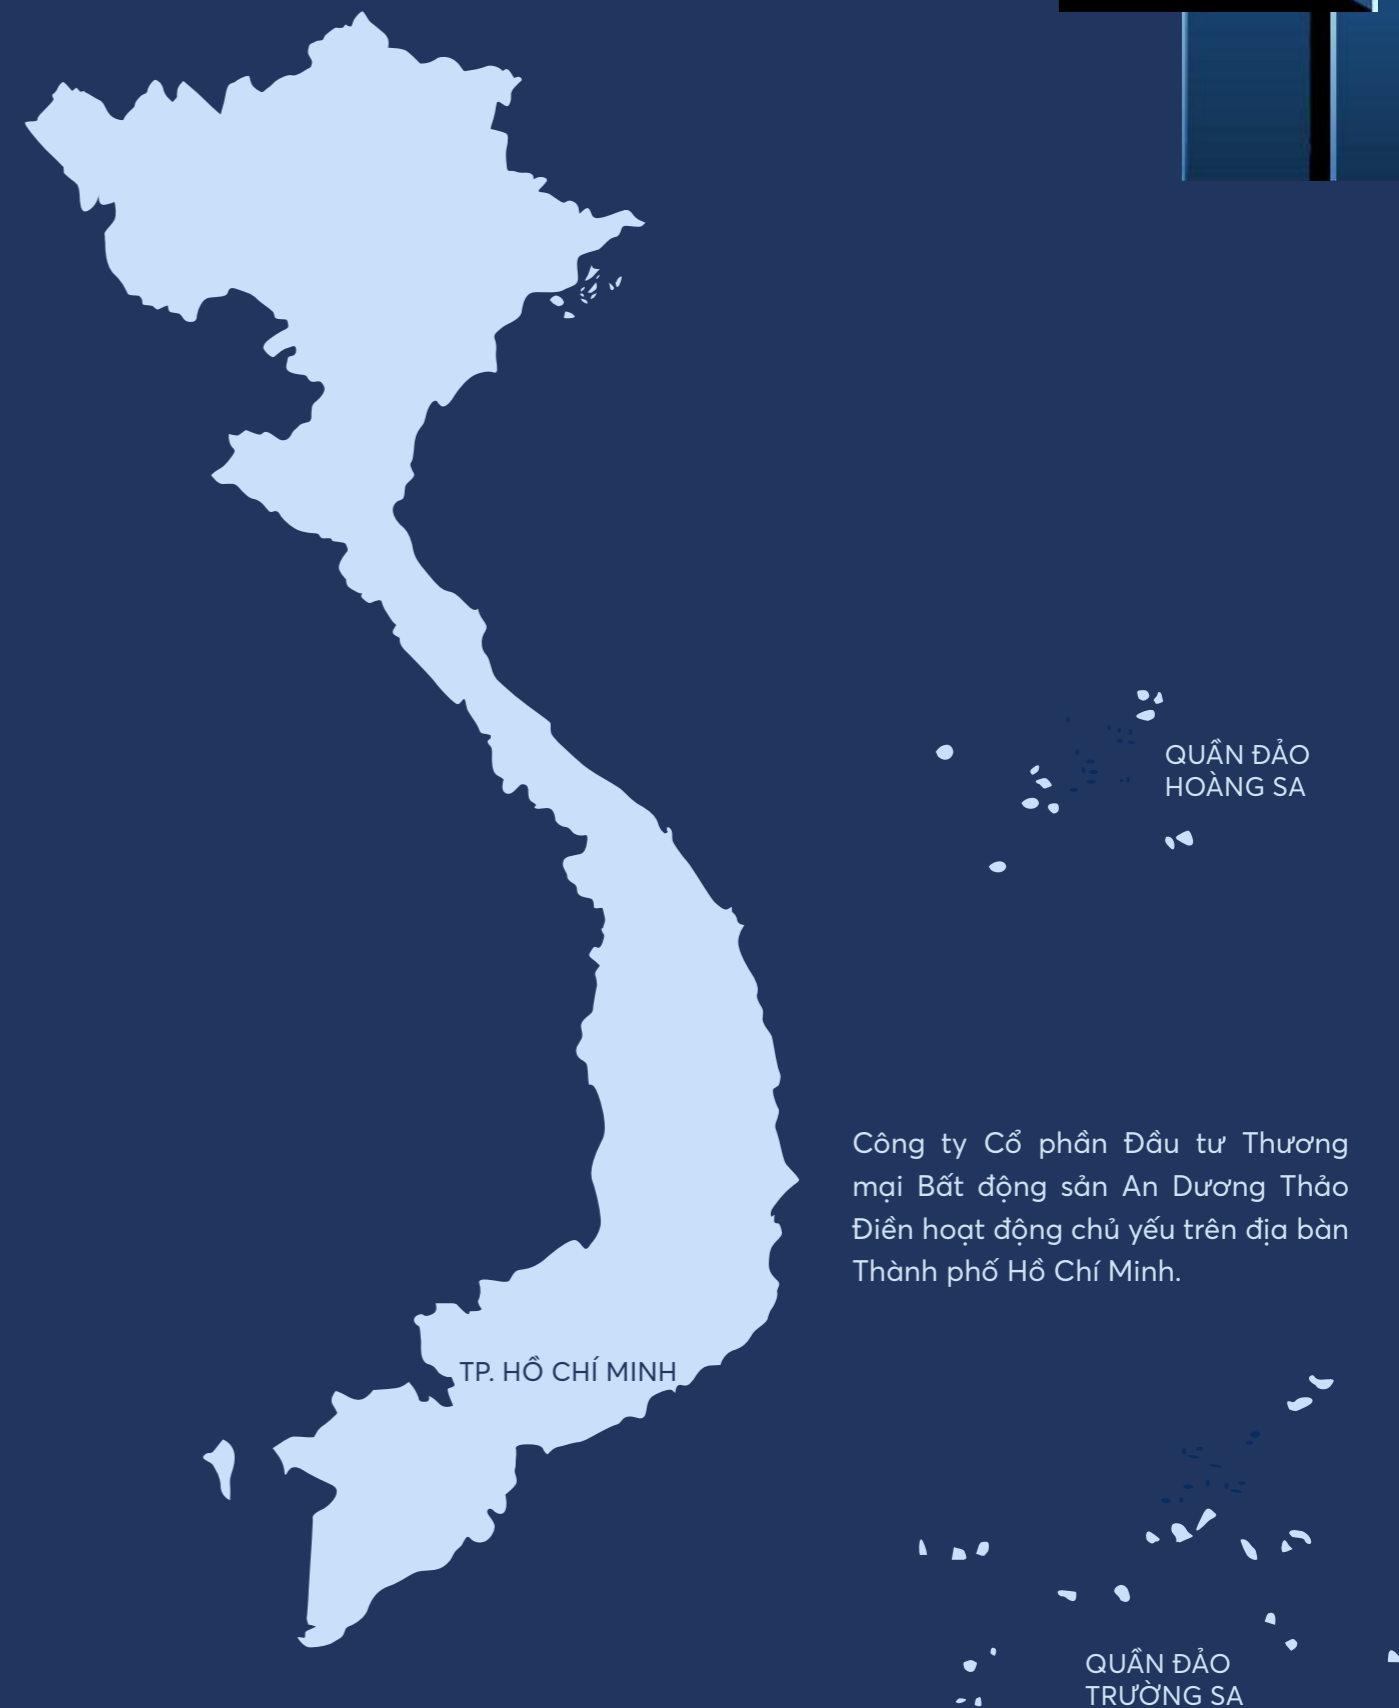 QUẦN ĐẢO
HOÀNG SA
Công ty Cổ phần Đầu tư Thương
mại Bất động sản An Dương Thảo
Điền hoạt động chủ yếu trên địa bàn
Thành phố Hồ Chí Minh.
TP. HỒ CHÍ MINH
QUẦN ĐẢO
TRƯỜNG SA